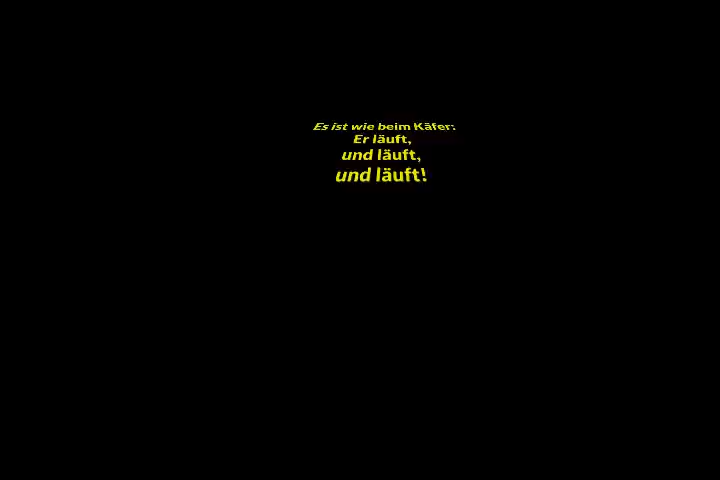 Es ist wie beim Käfer:
Er läuft,
und läuft,
und läuft!